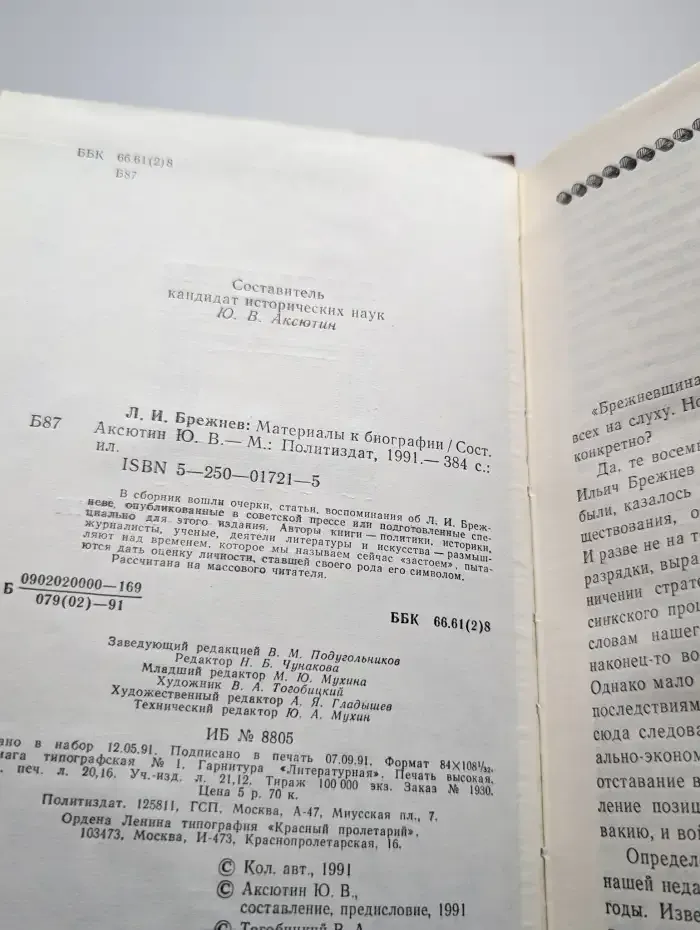 ББК 66.61(2)8
Б87
Составитель
кандидат исторических наук
Ю. В. Аксютин
Б87
Л. И. Брежнев: Материалы к биографии / Сост.
Аксютин Ю. В.— М.: Политиздат, 1991.— 384 с.:
ил.
ISBN 5—250—01721—5
В сборник вошли очерки, статьи, воспоминания об Л. И. Бреж-
неве, опубликованные в советской прессе или подготовленные спе-
циально для этого издания. Авторы книги — политики, историки,
журналисты, ученые, деятели литературы и искусства — размыш-
ляют над временем, которое мы называем сейчас «застоем», пыта-
ются дать оценку личности, ставшей своего рода его символом.
Рассчитана на массового читателя.
Б 0902020000—169
079(02)—91
ББК 66.61(2)8
Заведующий редакцией В. М. Подугольников
Редактор Н. Б. Чунакова
Младший редактор М. Ю. Мухина
Художник В. А. Тогобицкий
Художественный редактор А. Я. Гладышев
Технический редактор Ю. А. Мухин
ИБ № 8805
ано в набор 12.05.91. Подписано в печать 07.09.91. Формат 84×108¹/₃₂.
мага типографская № 1. Гарнитура «Литературная». Печать высокая.
. печ. л. 20,16. Уч.-изд. л. 21,12. Тираж 100 000 экз. Заказ № 1930.
Цена 5 р. 70 к.
Политиздат. 125811, ГСП, Москва, А-47, Миусская пл., 7.
Ордена Ленина типография «Красный пролетарий».
103473, Москва, И-473, Краснопролетарская, 16.
© Кол. авт., 1991
© Аксютин Ю. В.,
составление, предисловие, 1991
© Тогобицкий В. А.
«Брежневщина
всех на слуху. Но
конкретно?
Да, те восемь
Ильич Брежнев
были, казалось
ществования, о
И разве не на т
разрядки, выра
ничении страте
синкского проц
словам нашег
наконец-то во
Однако мало
последствиям
сюда следова
ально-эконом
отставание в
ление позиц
вакию, и вой
Определ
нашей неда
годы. Изве